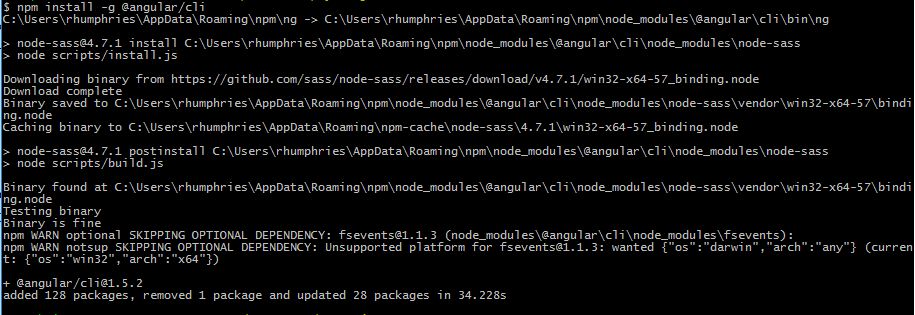 $ npm install -g @angular/cli
C:\Users\rhumphries\AppData\Roaming\npm\ng -> C:\Users\rhumphries\AppData\Roaming\npm\node_modules\@angular\cli\bin\ng
> node-sass@4.7.1 install C:\Users\rhumphries\AppData\Roaming\npm\node_modules\@angular\cli\node_modules\node-sass
> node scripts/install.js
Downloading binary from https://github.com/sass/node-sass/releases/download/v4.7.1/win32-x64-57_binding.node
Download complete
Binary saved to C:\Users\rhumphries\AppData\Roaming\npm\node_modules\@angular\cli\node_modules\node-sass\vendor\win32-x64-57\bindi
ng.node
Caching binary to C:\Users\rhumphries\AppData\Roaming\npm-cache\node-sass\4.7.1\win32-x64-57_binding.node
> node-sass@4.7.1 postinstall C:\Users\rhumphries\AppData\Roaming\npm\node_modules\@angular\cli\node_modules\node-sass
> node scripts/build.js
Binary found at C:\Users\rhumphries\AppData\Roaming\npm\node_modules\@angular\cli\node_modules\node-sass\vendor\win32-x64-57\bindi
ng.node
Testing binary
Binary is fine
npm WARN optional SKIPPING OPTIONAL DEPENDENCY: fsevents@1.1.3 (node_modules\@angular\cli\node_modules\fsevents):
npm WARN notsup SKIPPING OPTIONAL DEPENDENCY: Unsupported platform for fsevents@1.1.3: wanted {"os":"darwin","arch":"any"} (curren
t: {"os":"win32","arch":"x64"})
+ @angular/cli@1.5.2
added 128 packages, removed 1 package and updated 28 packages in 34.228s